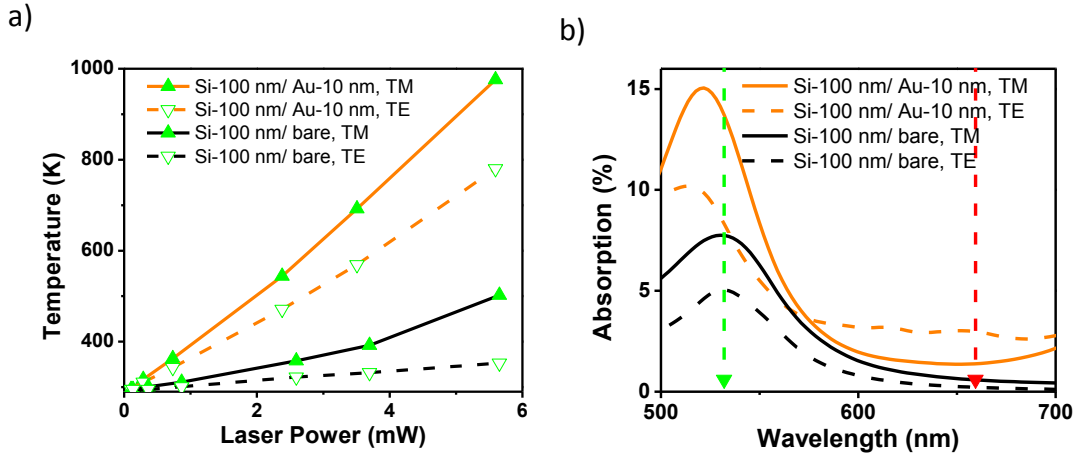 a)
1000
800
600
400
0
2
4
6
Temperature (K)
Laser Power (mW)
Si-100 nm/ Au-10 nm, TM
Si-100 nm/ Au-10 nm, TE
Si-100 nm/ bare, TM
Si-100 nm/ bare, TE
b)
15
10
5
0
500
600
700
Absorption (%)
Wavelength (nm)
Si-100 nm/ Au-10 nm, TM
Si-100 nm/ Au-10 nm, TE
Si-100 nm/ bare, TM
Si-100 nm/ bare, TE